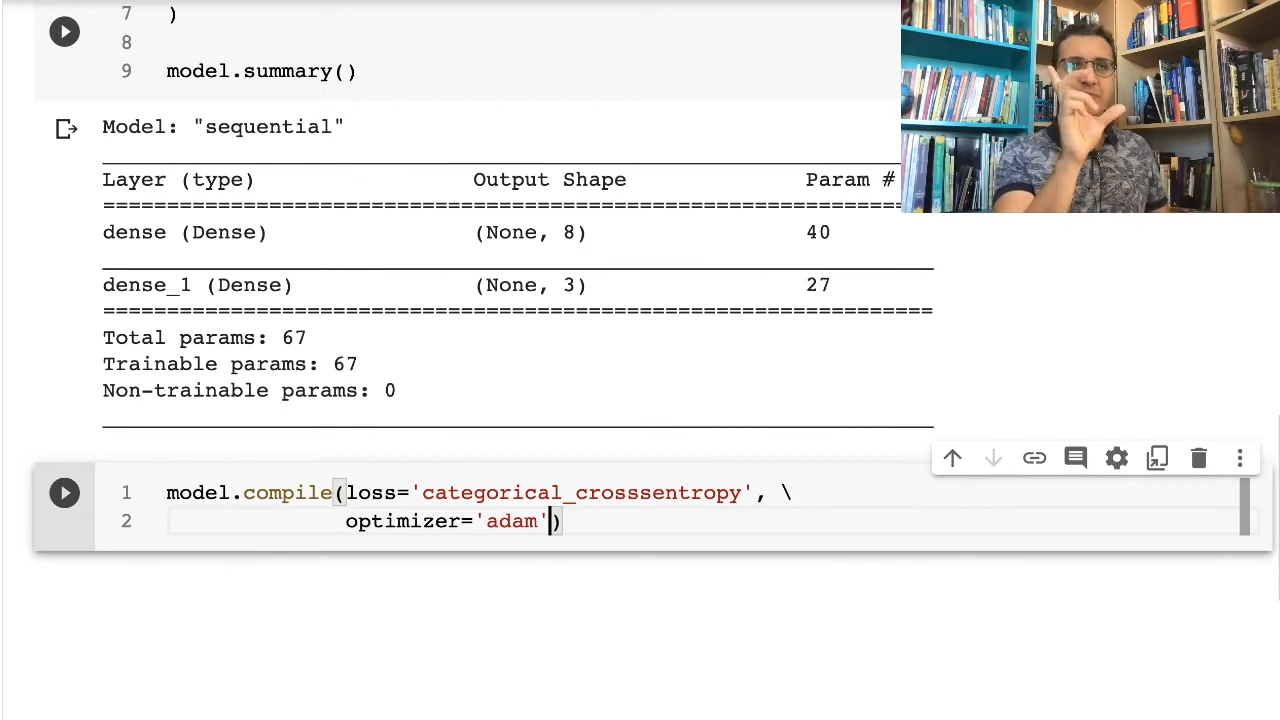 7 )
8
9 model.summary()
Model: "sequential"
Layer (type) Output Shape Param #
=================================================================
dense (Dense) (None, 8) 40
dense_1 (Dense) (None, 3) 27
=================================================================
Total params: 67
Trainable params: 67
Non-trainable params: 0
1 model.compile(loss='categorical_crosssentropy', \
2 optimizer='adam')